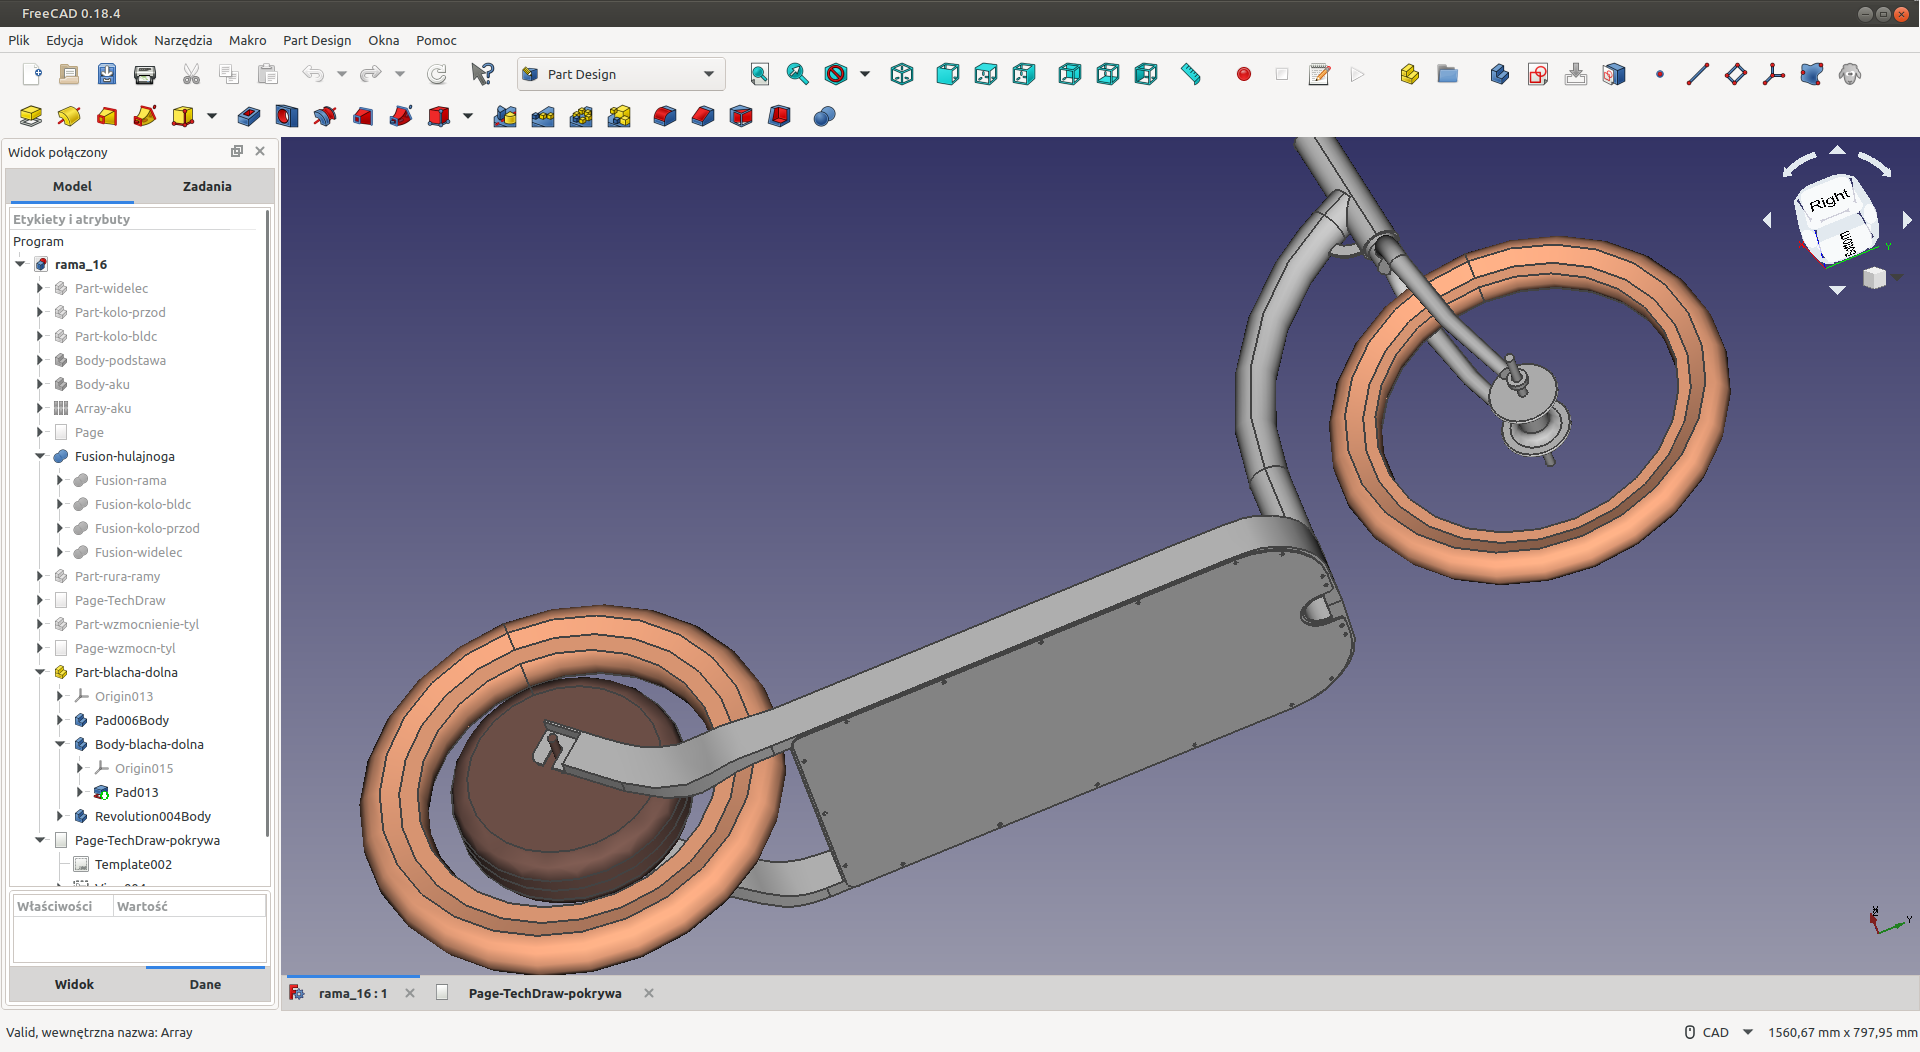 FreeCAD 0.18.4
Plik Edycja Widok Narzędzia Makro Part Design Okna Pomoc
Part Design
Widok połączony
Model Zadania
Etykiety i atrybuty
Program
rama_16
Part-widelec
Part-kolo-przod
Part-kolo-bldc
Body-podstawa
Body-aku
Array-aku
Page
Fusion-hulajnoga
Fusion-rama
Fusion-kolo-bldc
Fusion-kolo-przod
Fusion-widelec
Part-rura-ramy
Page-TechDraw
Part-wzmocnienie-tyl
Page-wzmocn-tyl
Part-blacha-dolna
Origin013
Pad006Body
Body-blacha-dolna
Origin015
Pad013
Revolution004Body
Page-TechDraw-pokrywa
Template002
Właściwości Wartość
Widok Dane
Right
Y
Y
rama_16 : 1 Page-TechDraw-pokrywa
Valid, wewnętrzna nazwa: Array
CAD 1560,67 mm x 797,95 mm